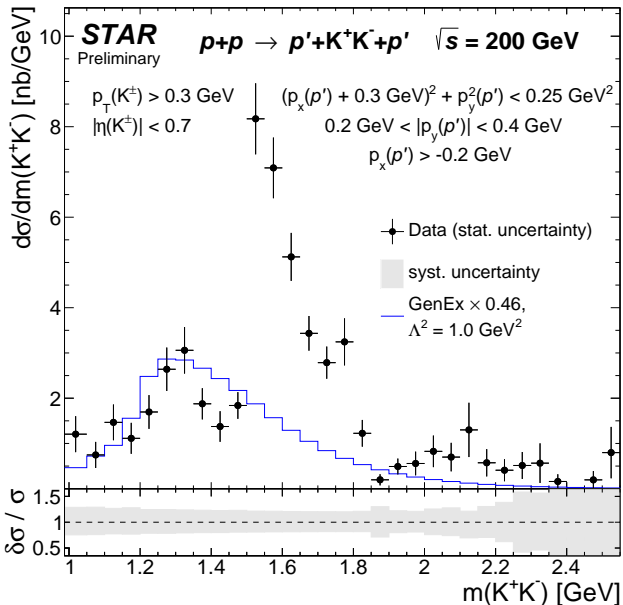 STAR
Preliminary
p+p → p′+K⁺K⁻+p′ √s = 200 GeV
p_T(K^±) > 0.3 GeV
|η(K^±)| < 0.7
(p_x(p′) + 0.3 GeV)² + p_y²(p′) < 0.25 GeV²
0.2 GeV < |p_y(p′)| < 0.4 GeV
p_x(p′) > -0.2 GeV
dσ/dm(K⁺K⁻) [nb/GeV]
10
8
6
4
2
Data (stat. uncertainty)
syst. uncertainty
GenEx × 0.46,
Λ² = 1.0 GeV²
δσ / σ
1.5
1
0.5
1 1.2 1.4 1.6 1.8 2 2.2 2.4
m(K⁺K⁻) [GeV]